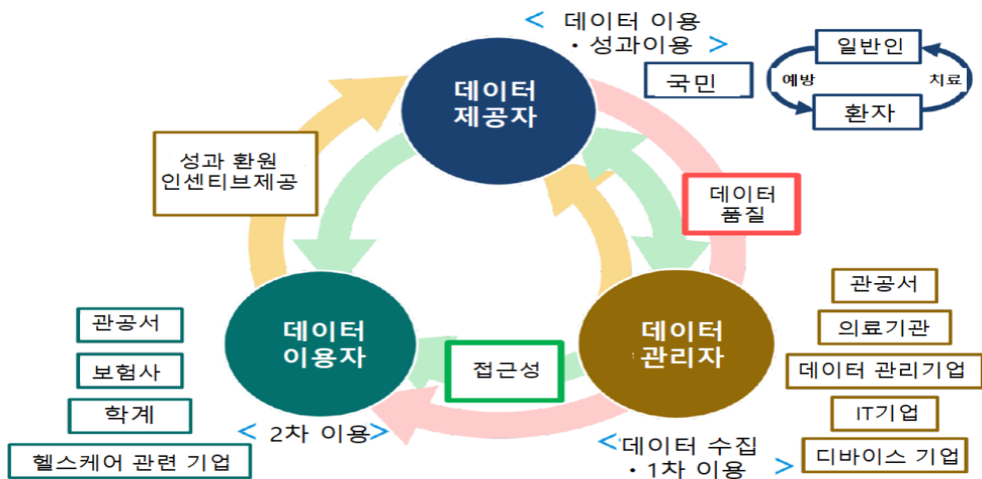 < 데이터 이용
· 성과이용 >
국민
일반인
예방
치료
환자
데이터
제공자
성과 환원
인센티브제공
데이터
품질
관공서
보험사
학계
헬스케어 관련 기업
데이터
이용자
< 2차 이용>
접근성
데이터
관리자
< 데이터 수집
· 1차 이용 >
관공서
의료기관
데이터 관리기업
IT기업
디바이스 기업